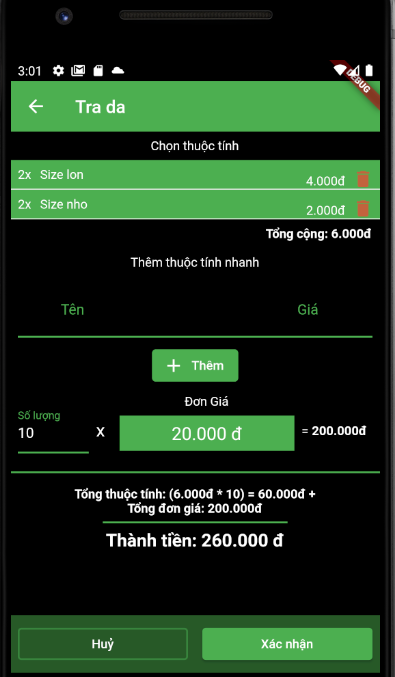 3:01
DEBUG
Tra da
Chọn thuộc tính
2x Size lon 4.000đ
2x Size nho 2.000đ
Tổng cộng: 6.000đ
Thêm thuộc tính nhanh
Tên Giá
+ Thêm
Đơn Giá
Số lượng
10 X 20.000 đ = 200.000đ
Tổng thuộc tính: (6.000đ * 10) = 60.000đ +
Tổng đơn giá: 200.000đ
Thành tiền: 260.000 đ
Huỷ Xác nhận